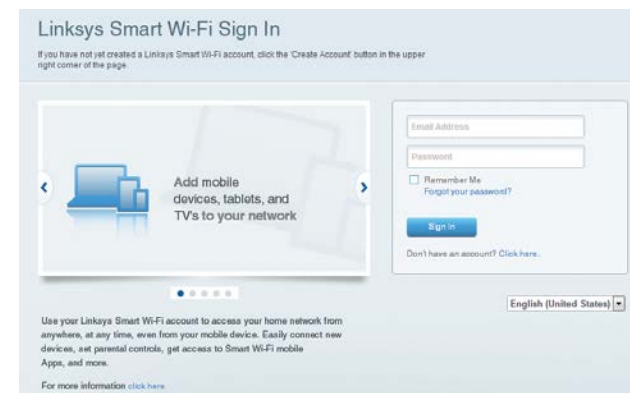 Linksys Smart Wi-Fi Sign In
If you have not yet created a Linksys Smart Wi-Fi account, click the 'Create Account' button in the upper
right corner of the page.
Add mobile
devices, tablets, and
TV's to your network
Email Address
Password
Remember Me
Forgot your password?
Sign In
Don't have an account? Click here.
English (United States)
Use your Linksys Smart Wi-Fi account to access your home network from
anywhere, at any time, even from your mobile device. Easily connect new
devices, set parental controls, get access to Smart Wi-Fi mobile
Apps, and more.
For more information click here